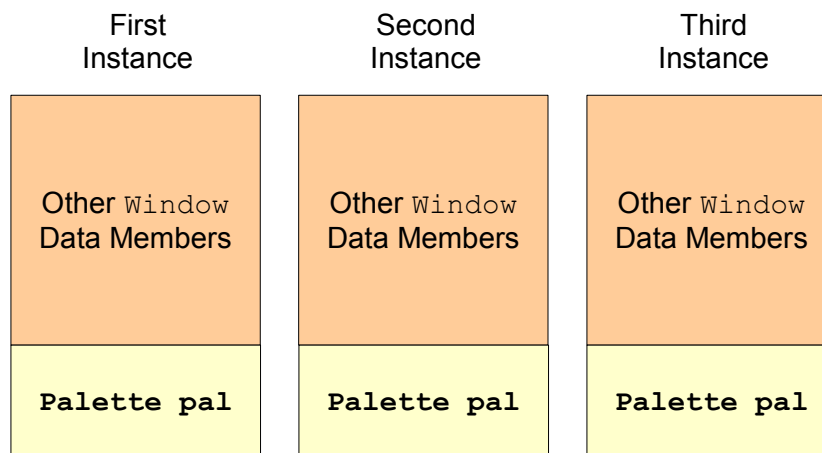 First
Instance
Second
Instance
Third
Instance
Other Window
Data Members
Other Window
Data Members
Other Window
Data Members
Palette pal
Palette pal
Palette pal